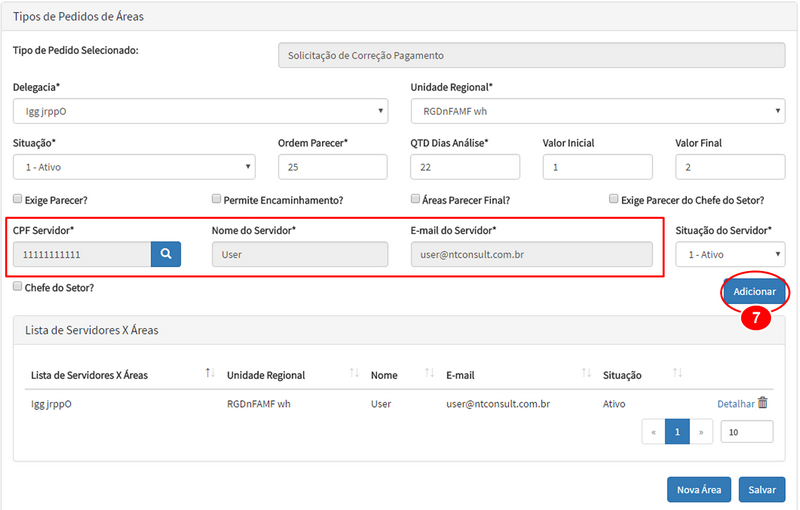 Tipos de Pedidos de Áreas
Tipo de Pedido Selecionado: Solicitação de Correção Pagamento
Delegacia* Unidade Regional*
Igg jrppO RGDnFAMF wh
Situação* Ordem Parecer* QTD Dias Análise* Valor Inicial Valor Final
1 - Ativo 25 22 1 2
Exige Parecer? Permite Encaminhamento? Áreas Parecer Final? Exige Parecer do Chefe do Setor?
CPF Servidor* Nome do Servidor* E-mail do Servidor* Situação do Servidor*
11111111111 User user@ntconsult.com.br 1 - Ativo
Chefe do Setor? Adicionar
7
Lista de Servidores X Áreas
Lista de Servidores X Áreas Unidade Regional Nome E-mail Situação
Igg jrppO RGDnFAMF wh User user@ntconsult.com.br Ativo Detalhar
« 1 » 10
Nova Área Salvar